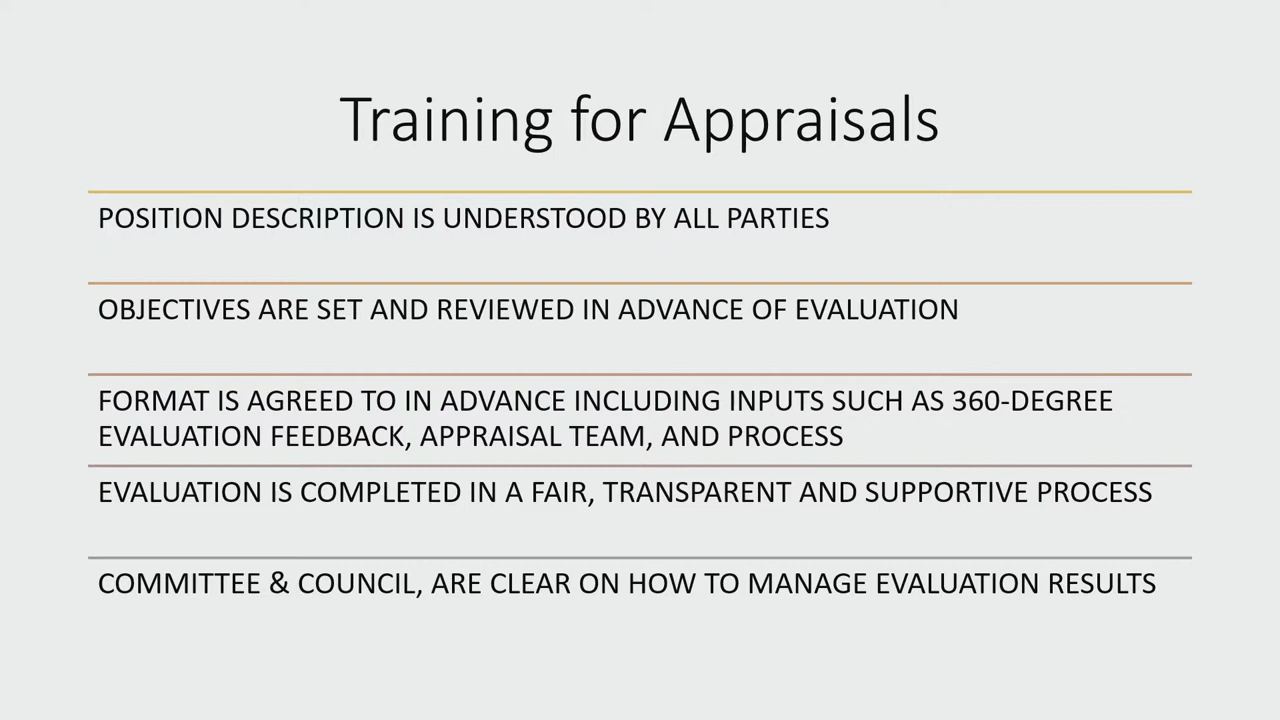 Training for Appraisals
POSITION DESCRIPTION IS UNDERSTOOD BY ALL PARTIES
OBJECTIVES ARE SET AND REVIEWED IN ADVANCE OF EVALUATION
FORMAT IS AGREED TO IN ADVANCE INCLUDING INPUTS SUCH AS 360-DEGREE
EVALUATION FEEDBACK, APPRAISAL TEAM, AND PROCESS
EVALUATION IS COMPLETED IN A FAIR, TRANSPARENT AND SUPPORTIVE PROCESS
COMMITTEE & COUNCIL, ARE CLEAR ON HOW TO MANAGE EVALUATION RESULTS